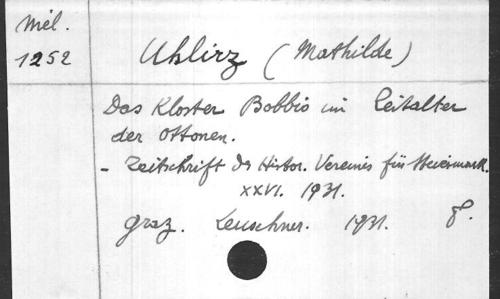 Mél.
1252
Uhlirz (Mathilde)
Das Kloster Bobbio im Zeitalter
der Ottonen.
- Zeitschrift des Histor. Vereines für Steiermark.
XXVI. 1931.
Graz. Leuschner. 1931. 8°.